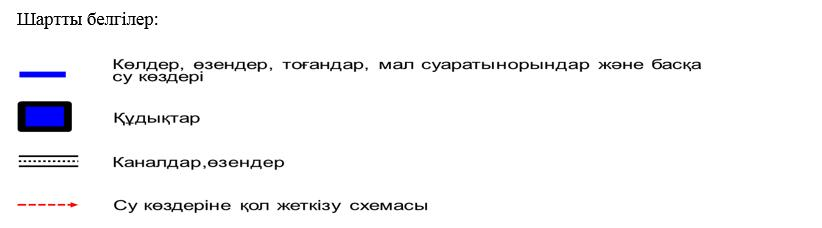 Шартты белгілер:
Көлдер, өзендер, тоғандар, мал суаратынорындар және басқа
су көздері
Құдықтар
Каналдар,өзендер
Су көздеріне қол жеткізу схемасы